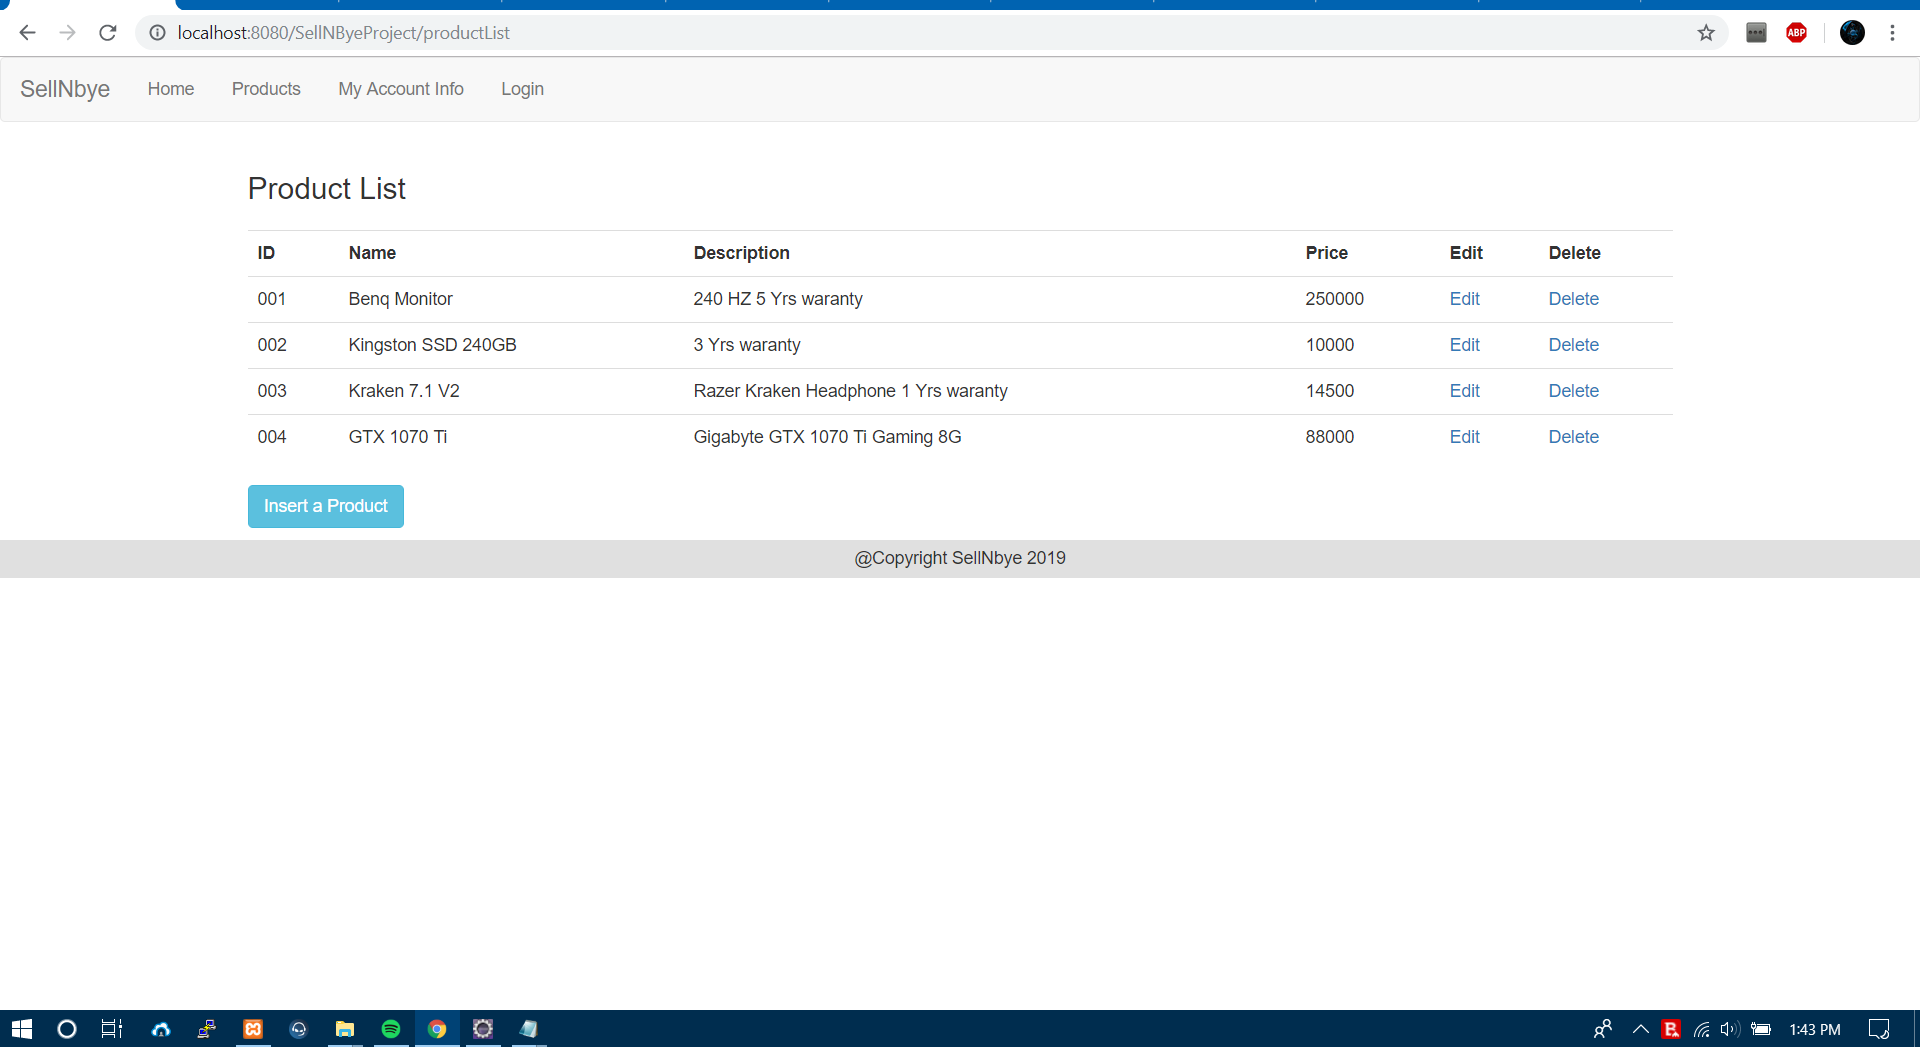 localhost:8080/SellNByeProject/productList
ABP
SellNbye Home Products My Account Info Login
Product List
ID Name Description Price Edit Delete
001 Benq Monitor 240 HZ 5 Yrs waranty 250000 Edit Delete
002 Kingston SSD 240GB 3 Yrs waranty 10000 Edit Delete
003 Kraken 7.1 V2 Razer Kraken Headphone 1 Yrs waranty 14500 Edit Delete
004 GTX 1070 Ti Gigabyte GTX 1070 Ti Gaming 8G 88000 Edit Delete
Insert a Product
@Copyright SellNbye 2019
1:43 PM